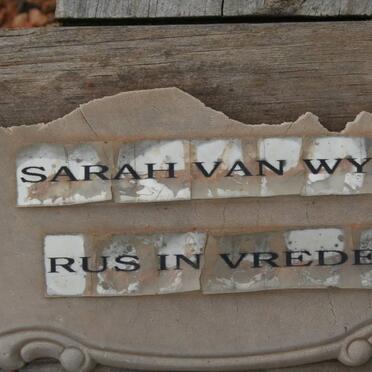 SARAH VAN WY
RUS IN VREDE